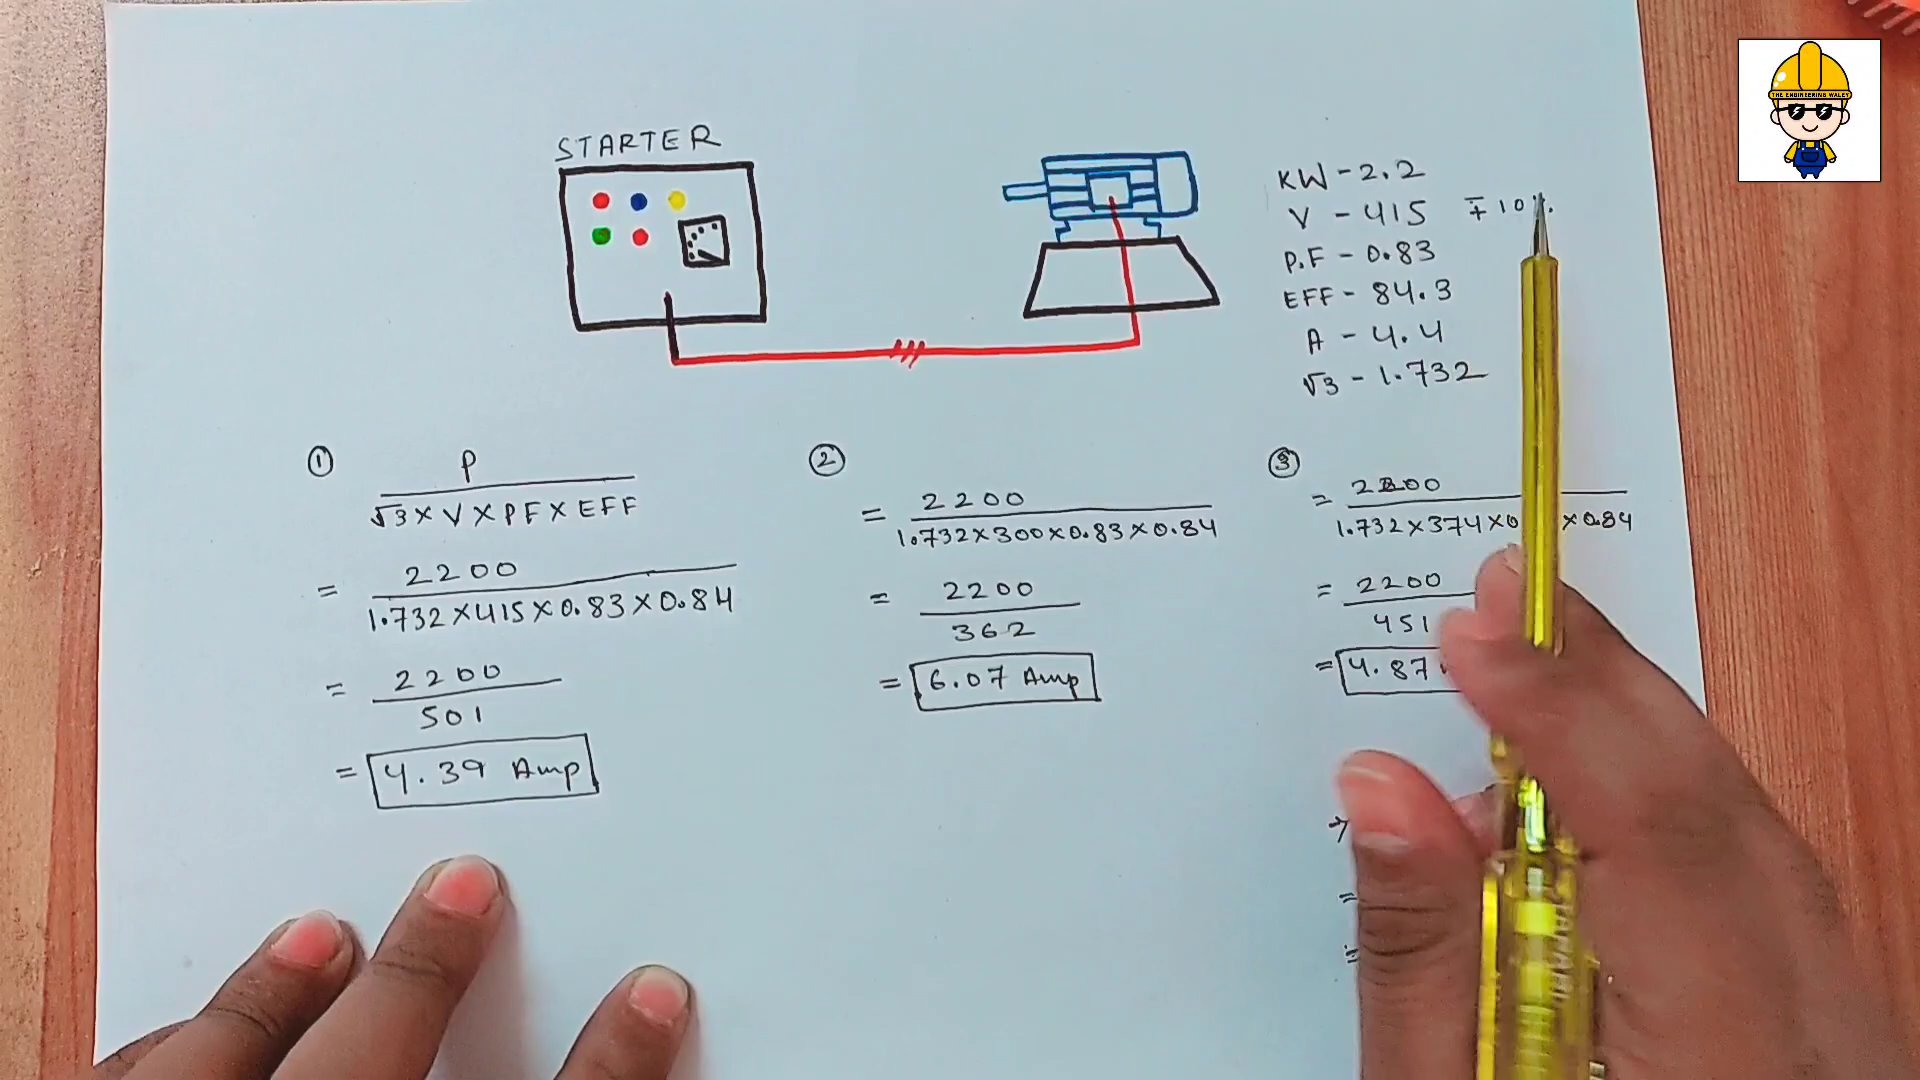 THE ENGINEERING WALEY
STARTER
KW - 2.2
V - 415 ∓ 10%.
P.F - 0.83
EFF - 84.3
A - 4.4
√3 - 1.732
①
P
√3 × V × PF × EFF
= 2200
1.732 × 415 × 0.83 × 0.84
= 2200
501
= 4.39 Amp
②
= 2200
1.732 × 300 × 0.83 × 0.84
= 2200
362
= 6.07 Amp
③
= 2200
1.732 × 374 × 0 × 0.84
= 2200
451
= 4.87
→
=
=